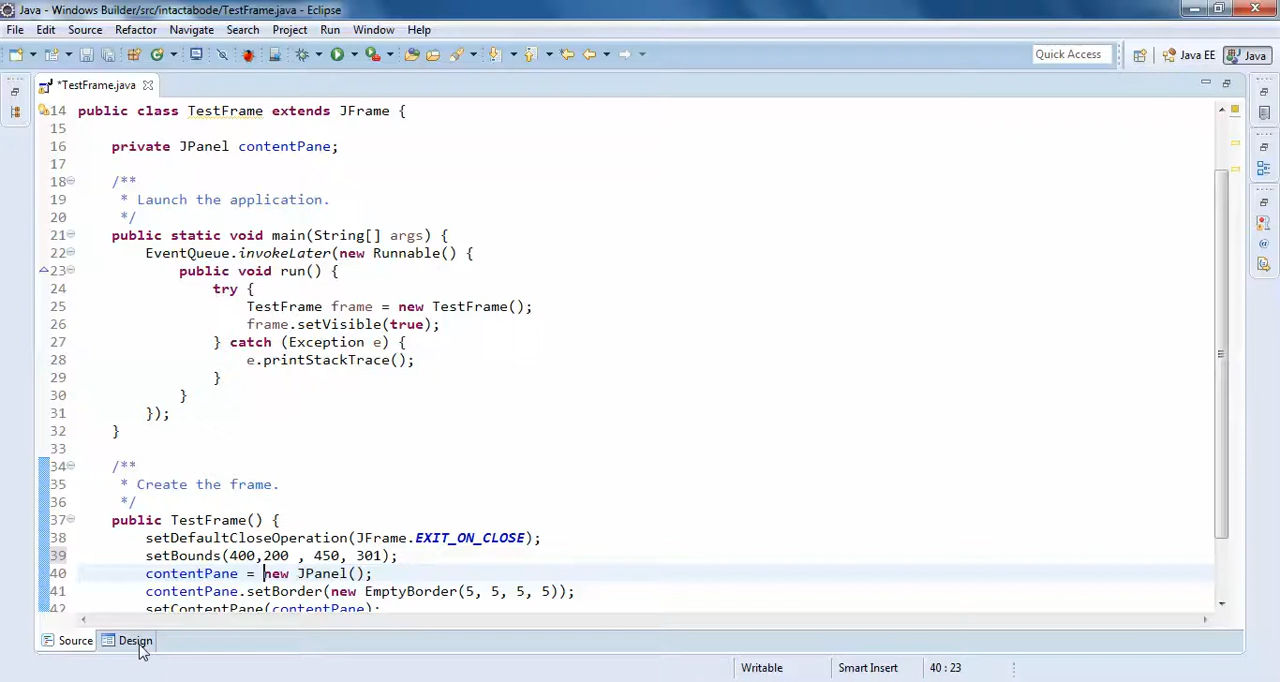 Java - Windows Builder/src/intactabode/TestFrame.java - Eclipse
File Edit Source Refactor Navigate Search Project Run Window Help
Quick Access Java EE Java
*TestFrame.java
14 public class TestFrame extends JFrame {
15
16 private JPanel contentPane;
17
18 /**
19 * Launch the application.
20 */
21 public static void main(String[] args) {
22 EventQueue.invokeLater(new Runnable() {
23 public void run() {
24 try {
25 TestFrame frame = new TestFrame();
26 frame.setVisible(true);
27 } catch (Exception e) {
28 e.printStackTrace();
29 }
30 }
31 });
32 }
33
34 /**
35 * Create the frame.
36 */
37 public TestFrame() {
38 setDefaultCloseOperation(JFrame.EXIT_ON_CLOSE);
39 setBounds(400,200 , 450, 301);
40 contentPane = new JPanel();
41 contentPane.setBorder(new EmptyBorder(5, 5, 5, 5));
42 setContentPane(contentPane);
Source Design
Writable Smart Insert 40 : 23